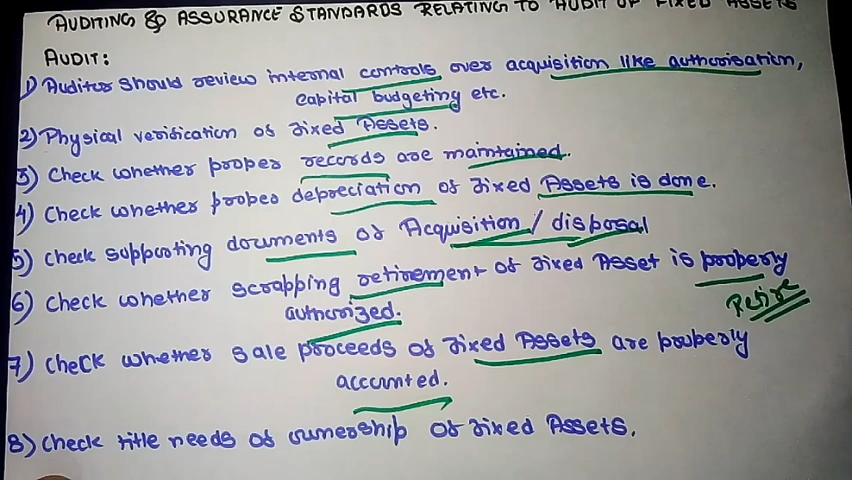 AUDITING & ASSURANCE STANDARDS RELATING TO AUDIT OF FIXED ASSETS
AUDIT:
1) Auditor should review internal controls over acquisition like authorisation,
capital budgeting etc.
2) Physical verification of Fixed Assets.
3) Check whether proper records are maintained.
4) Check whether proper depreciation of Fixed Assets is done.
5) Check supporting documents of Acquisition / disposal
6) Check whether scrapping retirement of Fixed Asset is properly
authorized.
Retire
7) Check whether sale proceeds of Fixed Assets are properly
accounted.
8) Check title needs of ownership of Fixed Assets.